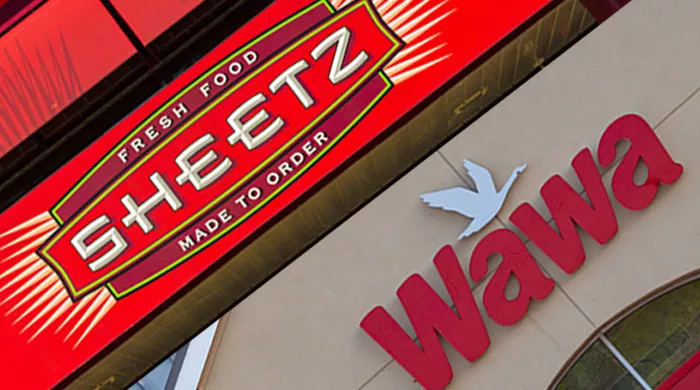 FRESH FOOD
SHEETZ
MADE TO ORDER
Wawa